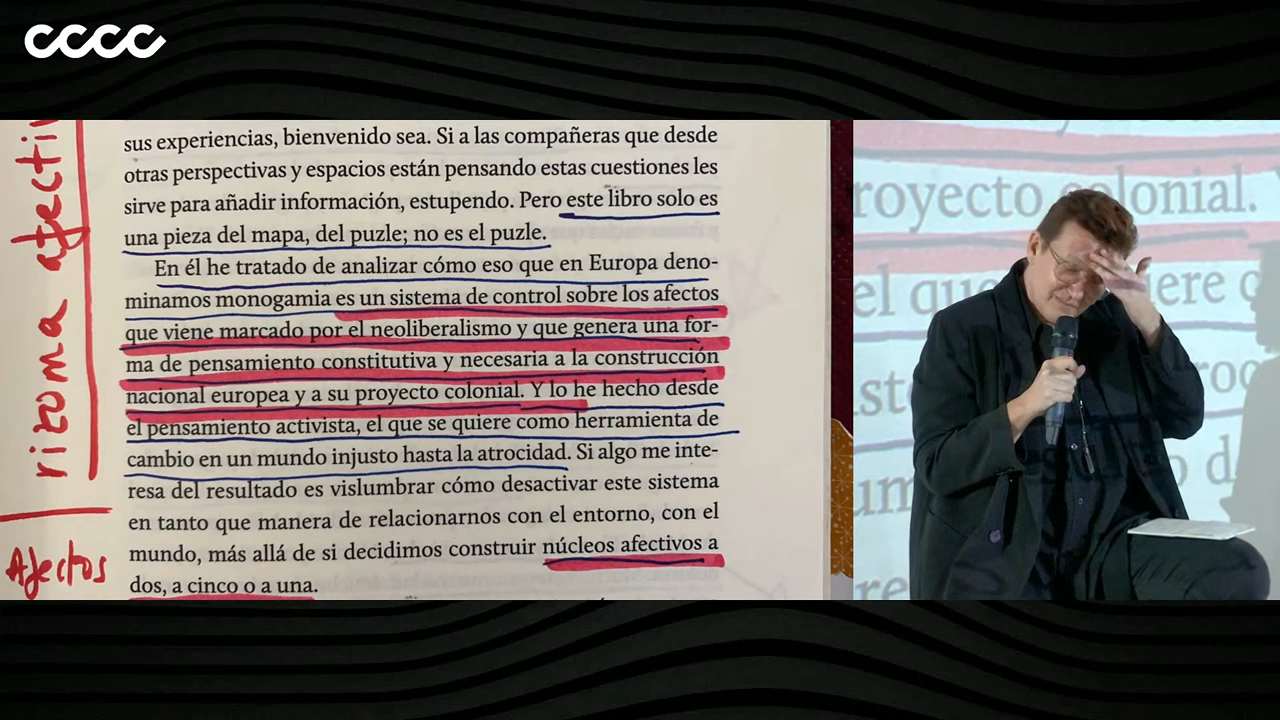 cccc
rizoma afecti
Afectos
sus experiencias, bienvenido sea. Si a las compañeras que desde
otras perspectivas y espacios están pensando estas cuestiones les
sirve para añadir información, estupendo. Pero este libro solo es
una pieza del mapa, del puzle; no es el puzle.
En él he tratado de analizar cómo eso que en Europa deno-
minamos monogamia es un sistema de control sobre los afectos
que viene marcado por el neoliberalismo y que genera una for-
ma de pensamiento constitutiva y necesaria a la construcción
nacional europea y a su proyecto colonial. Y lo he hecho desde
el pensamiento activista, el que se quiere como herramienta de
cambio en un mundo injusto hasta la atrocidad. Si algo me inte-
resa del resultado es vislumbrar cómo desactivar este sistema
en tanto que manera de relacionarnos con el entorno, con el
mundo, más allá de si decidimos construir núcleos afectivos a
dos, a cinco o a una.
royecto colonial.
el que